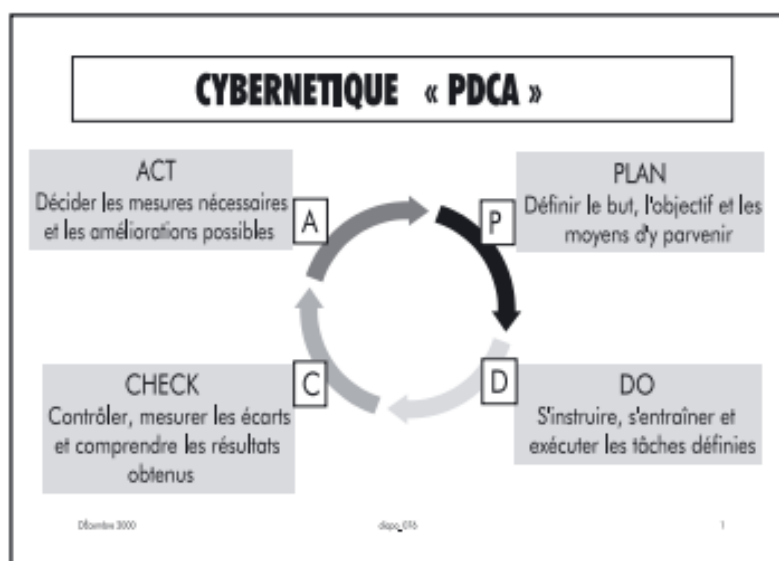 CYBERNETIQUE « PDCA »
ACT
Décider les mesures nécessaires
et les améliorations possibles
A
P
PLAN
Définir le but, l'objectif et les
moyens d'y parvenir
CHECK
Contrôler, mesurer les écarts
et comprendre les résultats
obtenus
C
D
DO
S'instruire, s'entraîner et
exécuter les tâches définies
Décembre 2000
diapo_076
1